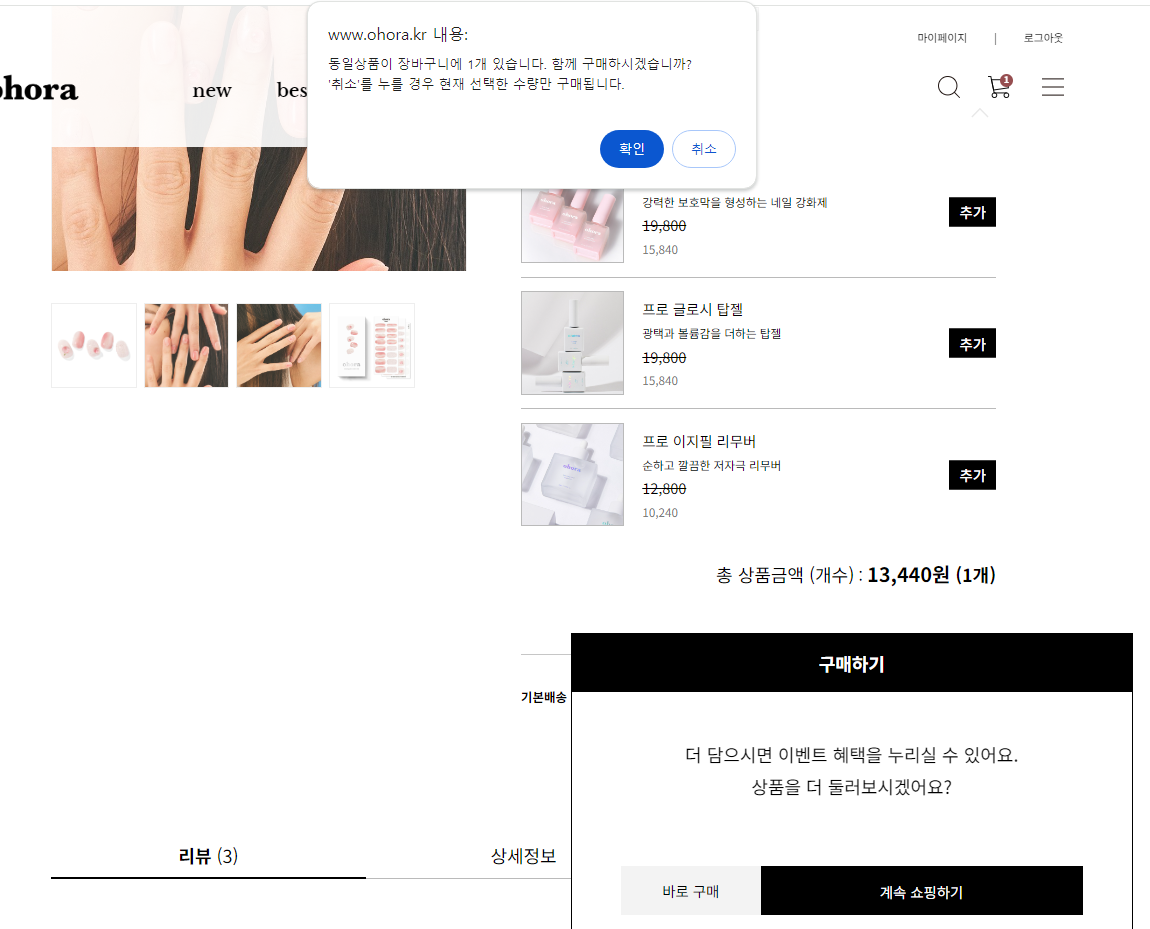 www.ohora.kr 내용:
동일상품이 장바구니에 1개 있습니다. 함께 구매하시겠습니까?
'취소'를 누를 경우 현재 선택한 수량만 구매됩니다.
확인
취소
마이페이지 | 로그아웃
ohora
new
bes
1
강력한 보호막을 형성하는 네일 강화제
19,800
15,840
추가
프로 글로시 탑젤
광택과 볼륨감을 더하는 탑젤
19,800
15,840
추가
프로 이지필 리무버
순하고 깔끔한 저자극 리무버
12,800
10,240
추가
총 상품금액 (개수) : 13,440원 (1개)
기본배송
구매하기
더 담으시면 이벤트 혜택을 누리실 수 있어요.
상품을 더 둘러보시겠어요?
바로 구매
계속 쇼핑하기
리뷰 (3)
상세정보